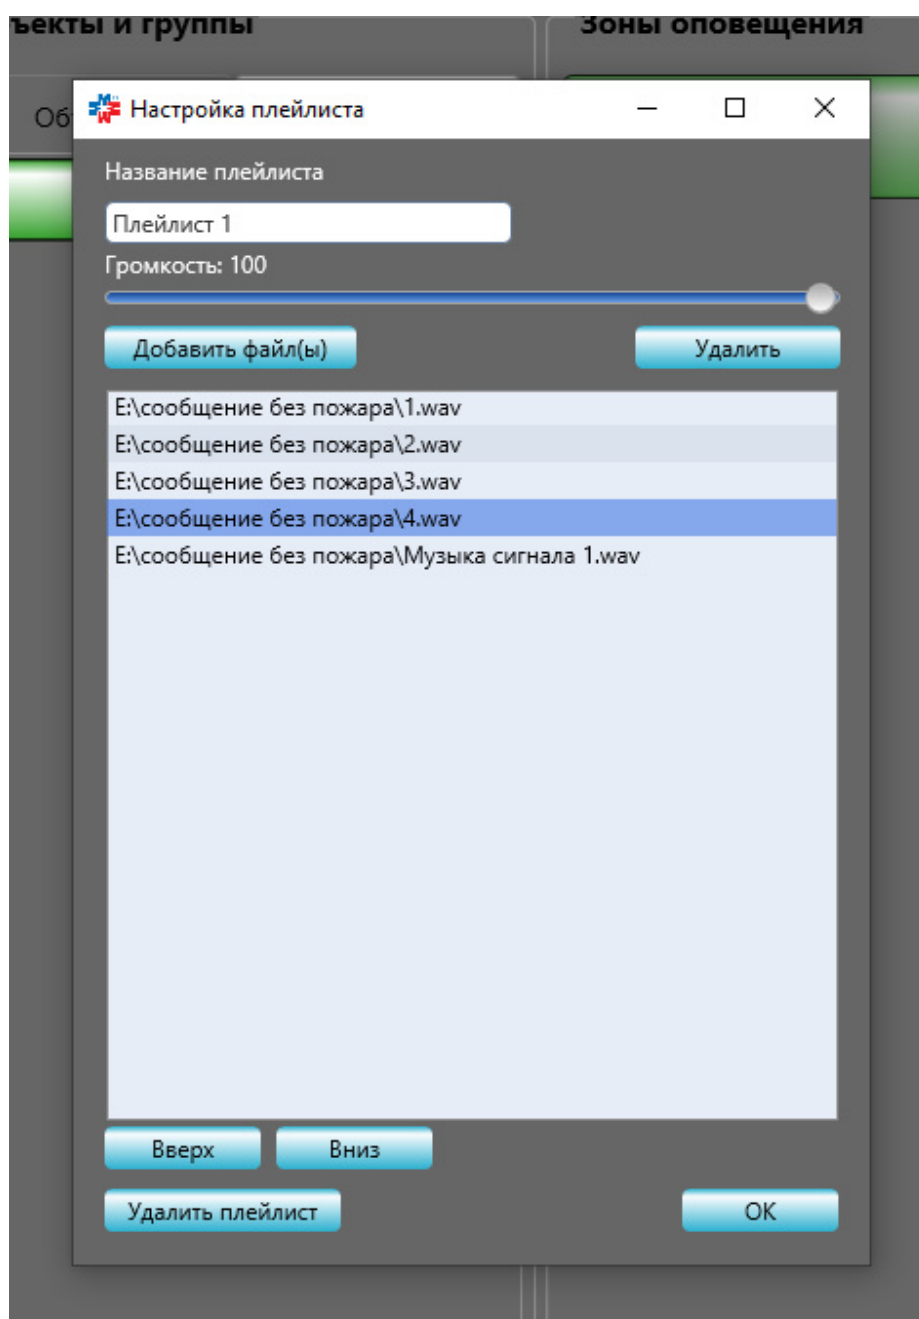 ъекты и группы
Зоны оповещения
Об
Настройка плейлиста
Название плейлиста
Плейлист 1
Громкость: 100
Добавить файл(ы)
Удалить
E:\сообщение без пожара\1.wav
E:\сообщение без пожара\2.wav
E:\сообщение без пожара\3.wav
E:\сообщение без пожара\4.wav
E:\сообщение без пожара\Музыка сигнала 1.wav
Вверх
Вниз
Удалить плейлист
ОК